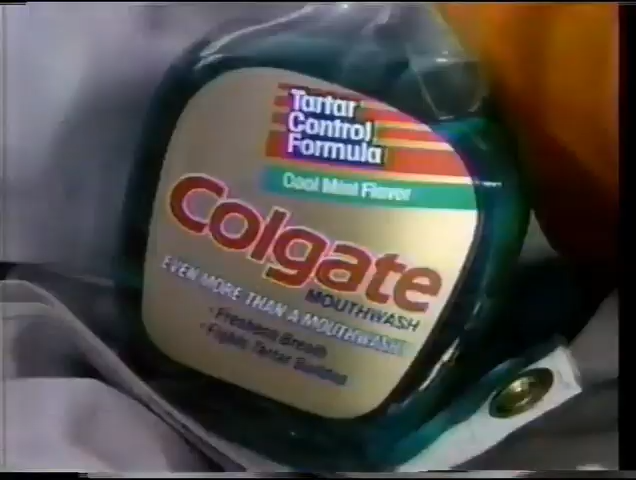 Tartar
Control
Formula
Cool Mint Flavor
Colgate
MOUTHWASH
EVEN MORE THAN A MOUTHWASH!
• Freshens Breath
• Fights Tartar Buildup